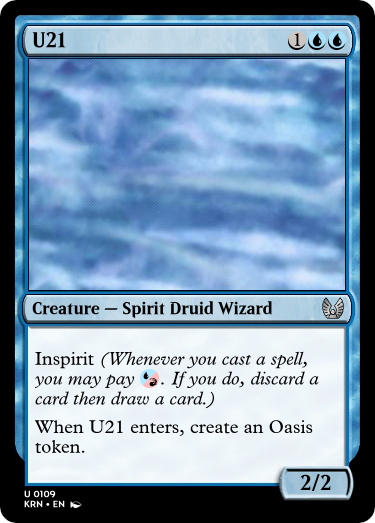 U21
1
Creature — Spirit Druid Wizard
Inspirit (Whenever you cast a spell,
you may pay . If you do, discard a
card then draw a card.)
When U21 enters, create an Oasis
token.
2/2
U 0109
KRN • EN